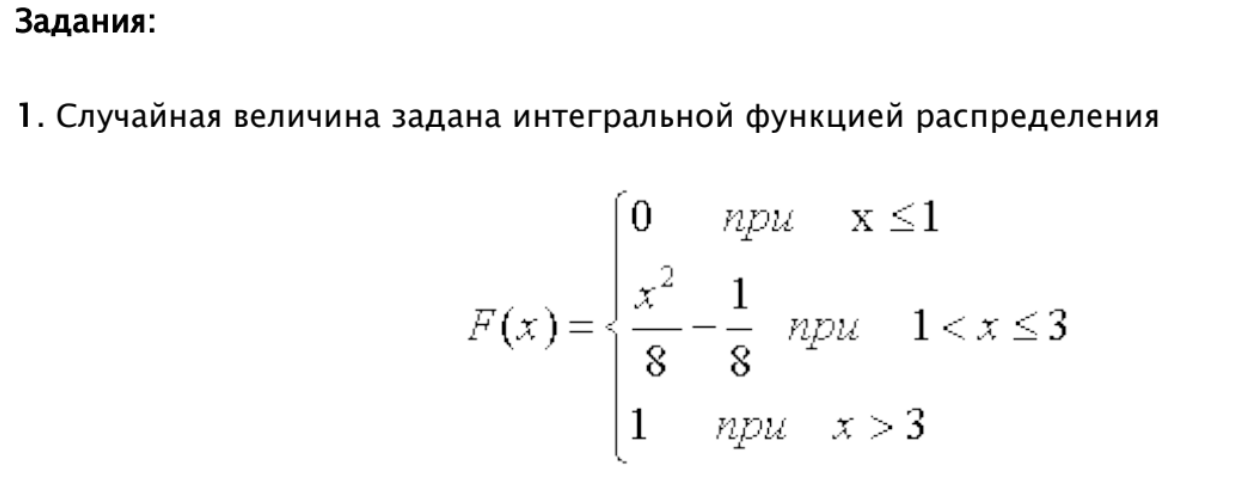 Задания:
1. Случайная величина задана интегральной функцией распределения
0 при x ≤ 1
F(x) = { x²/8 − 1/8 при 1 < x ≤ 3
1 при x > 3